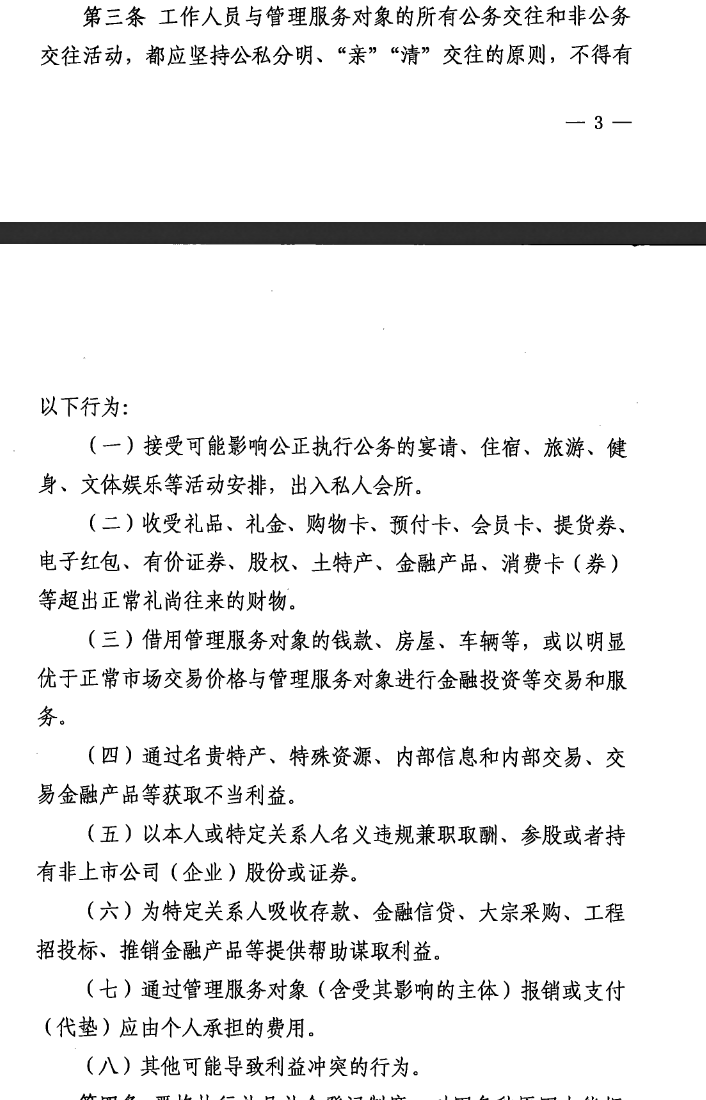 第三条 工作人员与管理服务对象的所有公务交往和非公务
交往活动，都应坚持公私分明、“亲”“清”交往的原则，不得有
— 3 —
以下行为：
（一）接受可能影响公正执行公务的宴请、住宿、旅游、健
身、文体娱乐等活动安排，出入私人会所。
（二）收受礼品、礼金、购物卡、预付卡、会员卡、提货券、
电子红包、有价证券、股权、土特产、金融产品、消费卡（券）
等超出正常礼尚往来的财物。
（三）借用管理服务对象的钱款、房屋、车辆等，或以明显
优于正常市场交易价格与管理服务对象进行金融投资等交易和服
务。
（四）通过名贵特产、特殊资源、内部信息和内部交易、交
易金融产品等获取不当利益。
（五）以本人或特定关系人名义违规兼职取酬、参股或者持
有非上市公司（企业）股份或证券。
（六）为特定关系人吸收存款、金融信贷、大宗采购、工程
招投标、推销金融产品等提供帮助谋取利益。
（七）通过管理服务对象（含受其影响的主体）报销或支付
（代垫）应由个人承担的费用。
（八）其他可能导致利益冲突的行为。